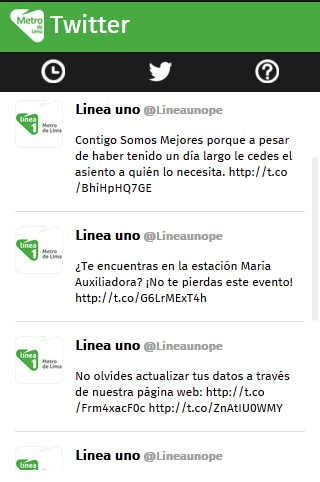 Metro
de
Lima
Twitter
Linea uno @Lineaunope
línea
1
Metro
de Lima
Contigo Somos Mejores porque a pesar
de haber tenido un día largo le cedes el
asiento a quién lo necesita. http://t.co
/BhiHpHQ7GE
Linea uno @Lineaunope
línea
1
Metro
de Lima
¿Te encuentras en la estación María
Auxiliadora? ¡No te pierdas este evento!
http://t.co/G6LrMExT4h
Linea uno @Lineaunope
línea
1
Metro
de Lima
No olvides actualizar tus datos a través
de nuestra página web: http://t.co
/Frm4xacF0c http://t.co/ZnAtIU0WMY
Linea uno @Lineaunope
línea